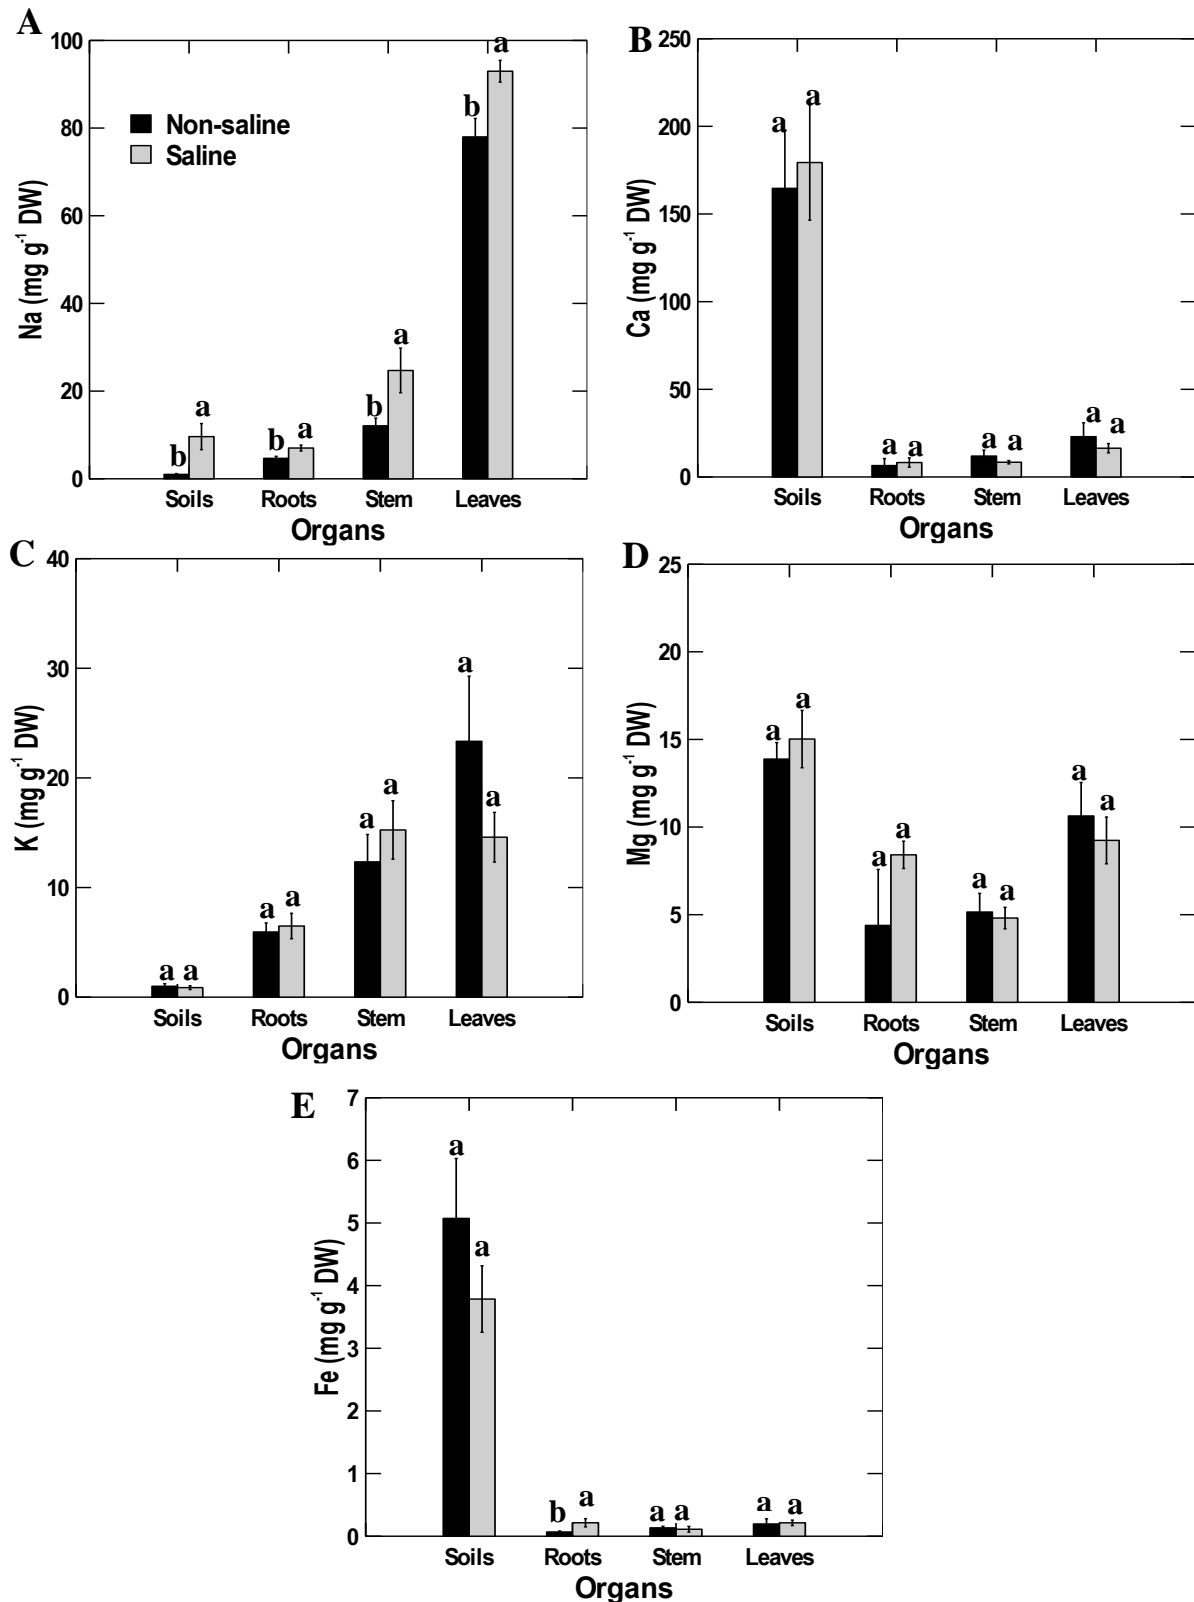 A
100
80
60
40
20
0
Na (mg g⁻¹ DW)
Non-saline
Saline
b a b a b a b a
Soils Roots Stem Leaves
Organs
B
250
200
150
100
50
0
Ca (mg g⁻¹ DW)
a a a a a a a a
Soils Roots Stem Leaves
Organs
C
40
30
20
10
0
K (mg g⁻¹ DW)
a a a a a a a a
Soils Roots Stem Leaves
Organs
D
25
20
15
10
5
0
Mg (mg g⁻¹ DW)
a a a a a a a a
Soils Roots Stem Leaves
Organs
E
7
6
5
4
3
2
1
0
Fe (mg g⁻¹ DW)
a a b a a a a a
Soils Roots Stem Leaves
Organs